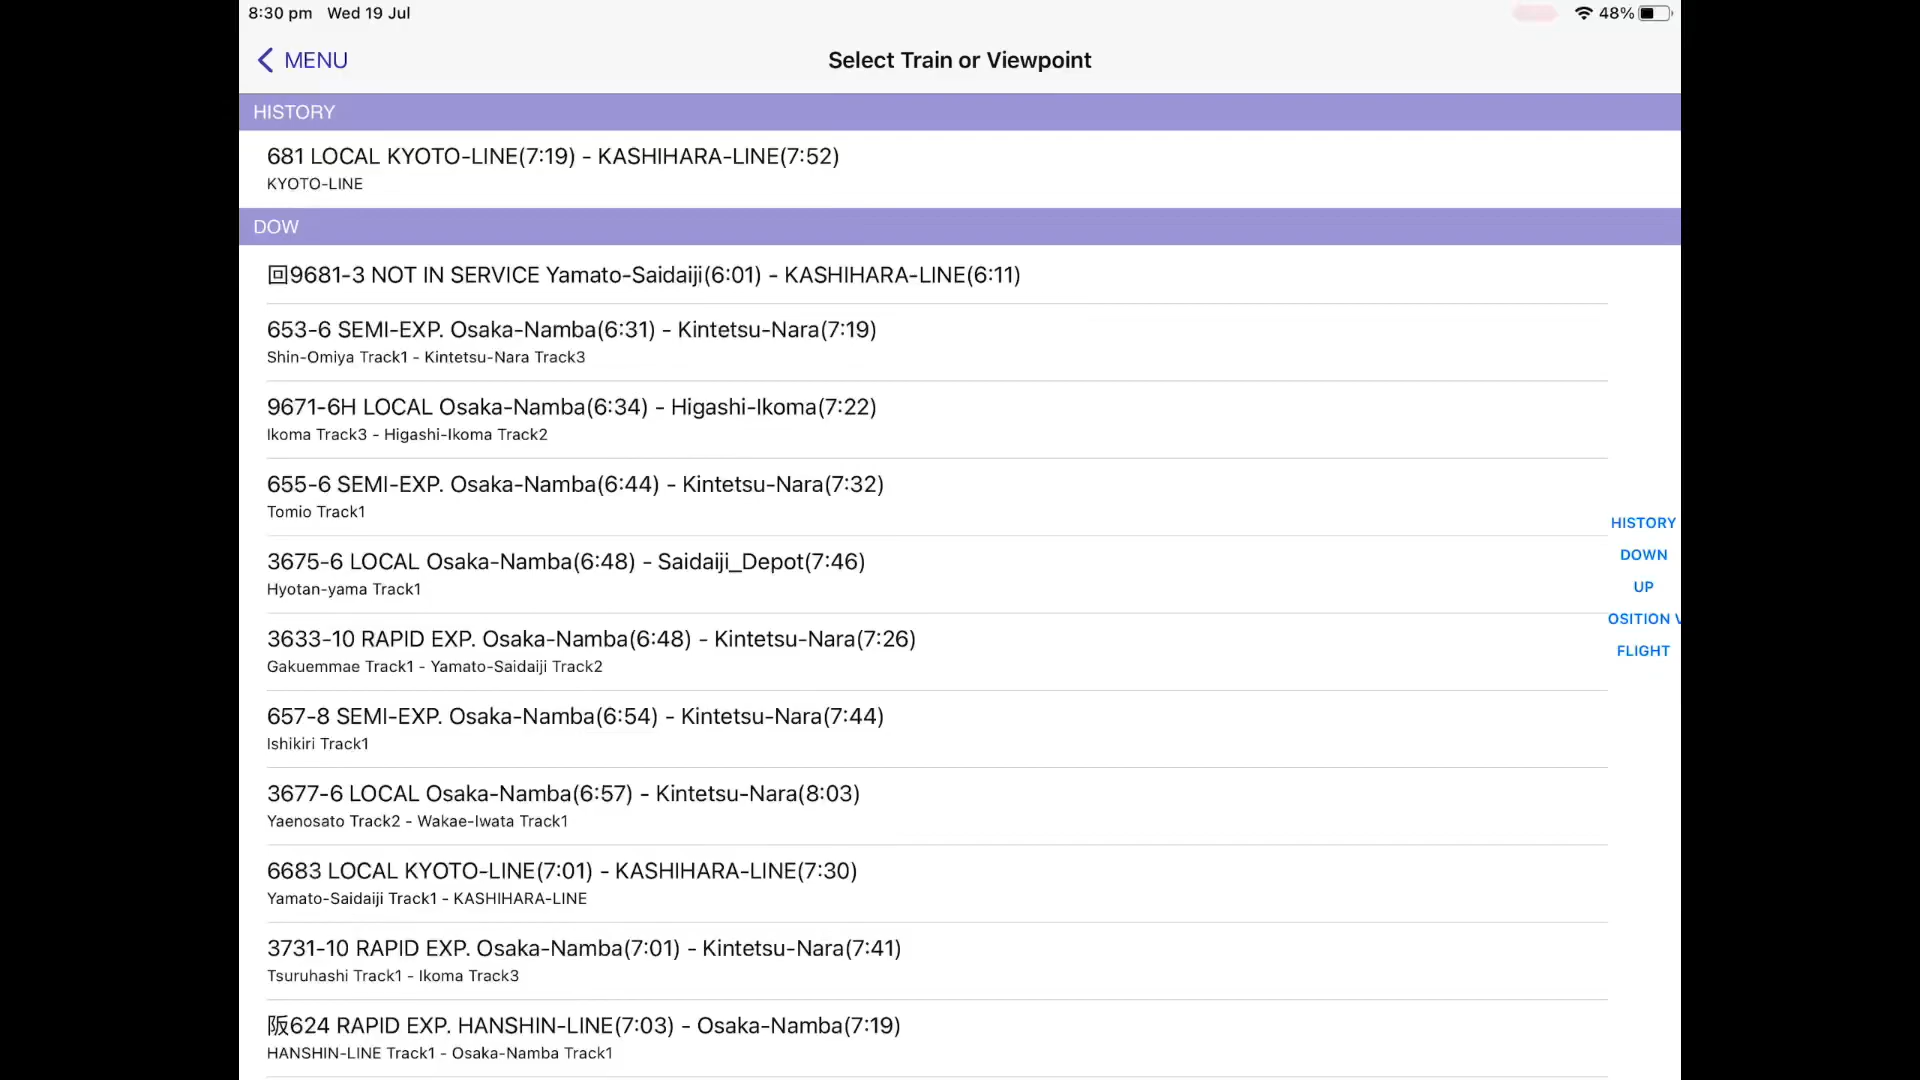 8:30 pm Wed 19 Jul
48%
MENU
Select Train or Viewpoint
HISTORY
681 LOCAL KYOTO-LINE(7:19) - KASHIHARA-LINE(7:52)
KYOTO-LINE
DOW
回9681-3 NOT IN SERVICE Yamato-Saidaiji(6:01) - KASHIHARA-LINE(6:11)
653-6 SEMI-EXP. Osaka-Namba(6:31) - Kintetsu-Nara(7:19)
Shin-Omiya Track1 - Kintetsu-Nara Track3
9671-6H LOCAL Osaka-Namba(6:34) - Higashi-Ikoma(7:22)
Ikoma Track3 - Higashi-Ikoma Track2
655-6 SEMI-EXP. Osaka-Namba(6:44) - Kintetsu-Nara(7:32)
Tomio Track1
3675-6 LOCAL Osaka-Namba(6:48) - Saidaiji_Depot(7:46)
Hyotan-yama Track1
3633-10 RAPID EXP. Osaka-Namba(6:48) - Kintetsu-Nara(7:26)
Gakuemmae Track1 - Yamato-Saidaiji Track2
657-8 SEMI-EXP. Osaka-Namba(6:54) - Kintetsu-Nara(7:44)
Ishikiri Track1
3677-6 LOCAL Osaka-Namba(6:57) - Kintetsu-Nara(8:03)
Yaenosato Track2 - Wakae-Iwata Track1
6683 LOCAL KYOTO-LINE(7:01) - KASHIHARA-LINE(7:30)
Yamato-Saidaiji Track1 - KASHIHARA-LINE
3731-10 RAPID EXP. Osaka-Namba(7:01) - Kintetsu-Nara(7:41)
Tsuruhashi Track1 - Ikoma Track3
阪624 RAPID EXP. HANSHIN-LINE(7:03) - Osaka-Namba(7:19)
HANSHIN-LINE Track1 - Osaka-Namba Track1
HISTORY
DOWN
UP
OSITION V
FLIGHT